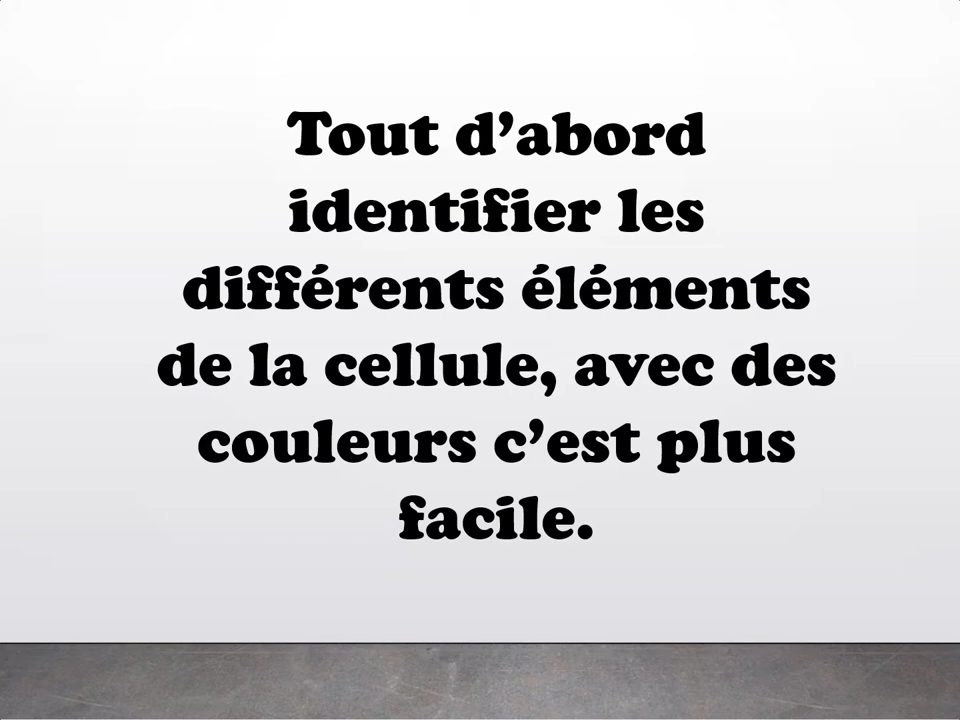 Tout d’abord
identifier les
différents éléments
de la cellule, avec des
couleurs c’est plus
facile.